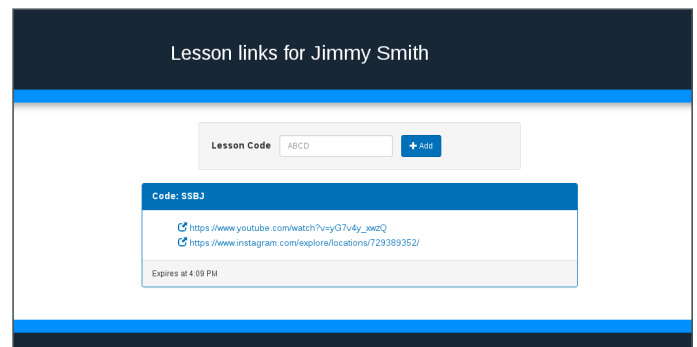 Lesson links for Jimmy Smith
Lesson Code ABCD Add
Code: SSBJ
https://www.youtube.com/watch?v=yG7v4y_xwzQ
https://www.instagram.com/explore/locations/729389352/
Expires at 4:09 PM